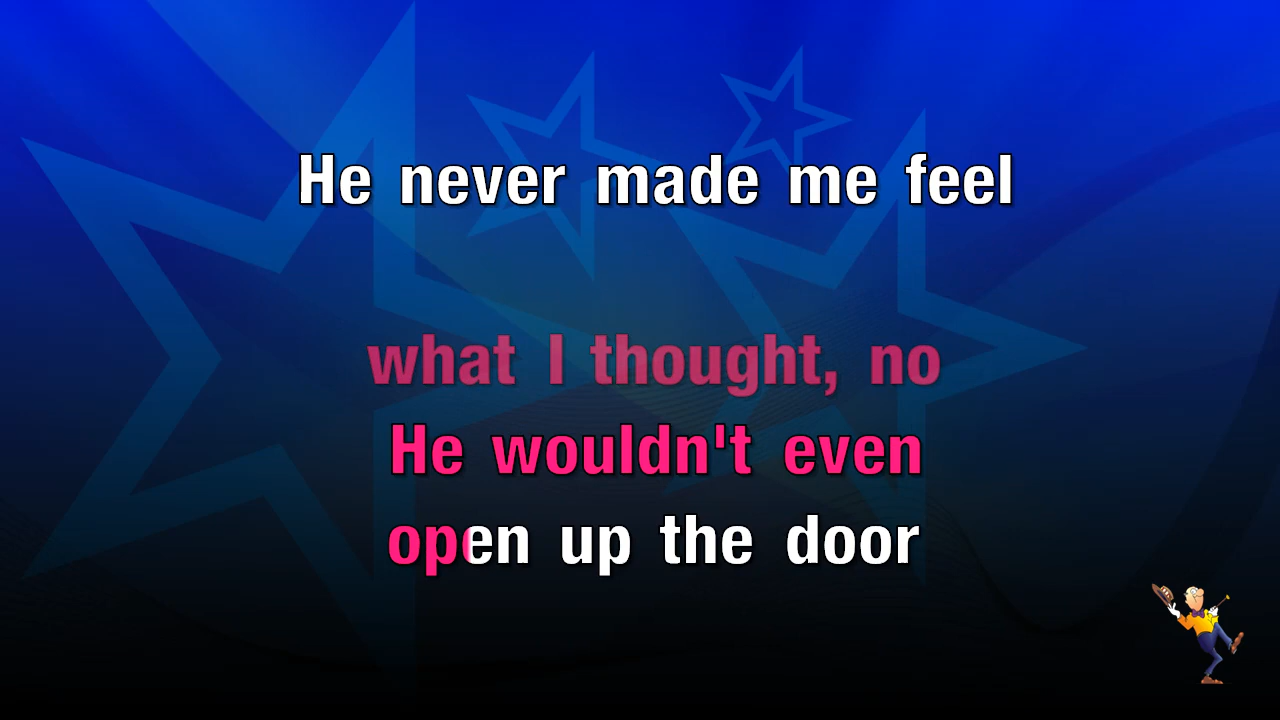 He never made me feel
what I thought, no
He wouldn't even
open up the door